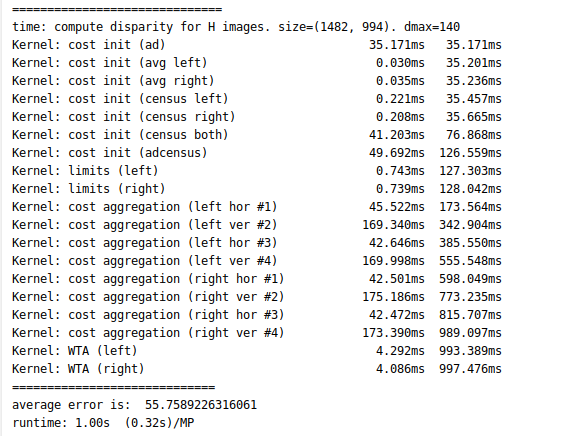 ==============================
time: compute disparity for H images. size=(1482, 994). dmax=140
Kernel: cost init (ad) 35.171ms 35.171ms
Kernel: cost init (avg left) 0.030ms 35.201ms
Kernel: cost init (avg right) 0.035ms 35.236ms
Kernel: cost init (census left) 0.221ms 35.457ms
Kernel: cost init (census right) 0.208ms 35.665ms
Kernel: cost init (census both) 41.203ms 76.868ms
Kernel: cost init (adcensus) 49.692ms 126.559ms
Kernel: limits (left) 0.743ms 127.303ms
Kernel: limits (right) 0.739ms 128.042ms
Kernel: cost aggregation (left hor #1) 45.522ms 173.564ms
Kernel: cost aggregation (left ver #2) 169.340ms 342.904ms
Kernel: cost aggregation (left hor #3) 42.646ms 385.550ms
Kernel: cost aggregation (left ver #4) 169.998ms 555.548ms
Kernel: cost aggregation (right hor #1) 42.501ms 598.049ms
Kernel: cost aggregation (right ver #2) 175.186ms 773.235ms
Kernel: cost aggregation (right hor #3) 42.472ms 815.707ms
Kernel: cost aggregation (right ver #4) 173.390ms 989.097ms
Kernel: WTA (left) 4.292ms 993.389ms
Kernel: WTA (right) 4.086ms 997.476ms
=============================
average error is: 55.7589226316061
runtime: 1.00s (0.32s)/MP